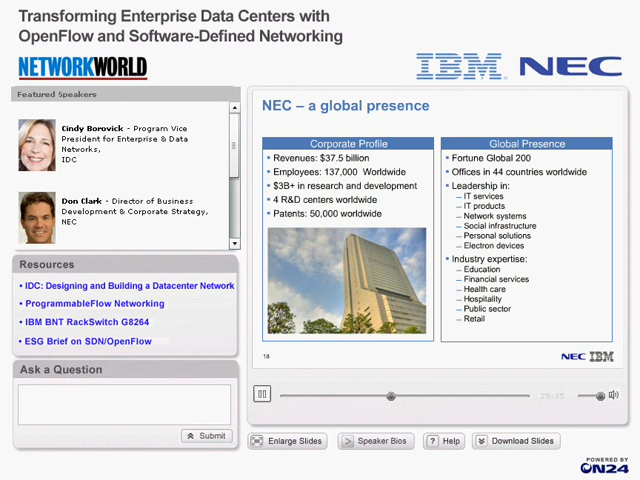 Transforming Enterprise Data Centers with
OpenFlow and Software-Defined Networking
NETWORKWORLD
IBM
NEC
Featured Speakers
Cindy Borovick - Program Vice
President for Enterprise & Data
Networks,
IDC
Don Clark - Director of Business
Development & Corporate Strategy,
NEC
Resources
• IDC: Designing and Building a Datacenter Network
• ProgrammableFlow Networking
• IBM BNT RackSwitch G8264
• ESG Brief on SDN/OpenFlow
Ask a Question
Submit
NEC – a global presence
Corporate Profile
Revenues: $37.5 billion
Employees: 137,000 Worldwide
$3B+ in research and development
4 R&D centers worldwide
Patents: 50,000 worldwide
Global Presence
Fortune Global 200
Offices in 44 countries worldwide
Leadership in:
— IT services
— IT products
— Network systems
— Social infrastructure
— Personal solutions
— Electron devices
Industry expertise:
— Education
— Financial services
— Health care
— Hospitality
— Public sector
— Retail
18
NEC IBM
25:35
Enlarge Slides
Speaker Bios
? Help
Download Slides
POWERED BY
ON24